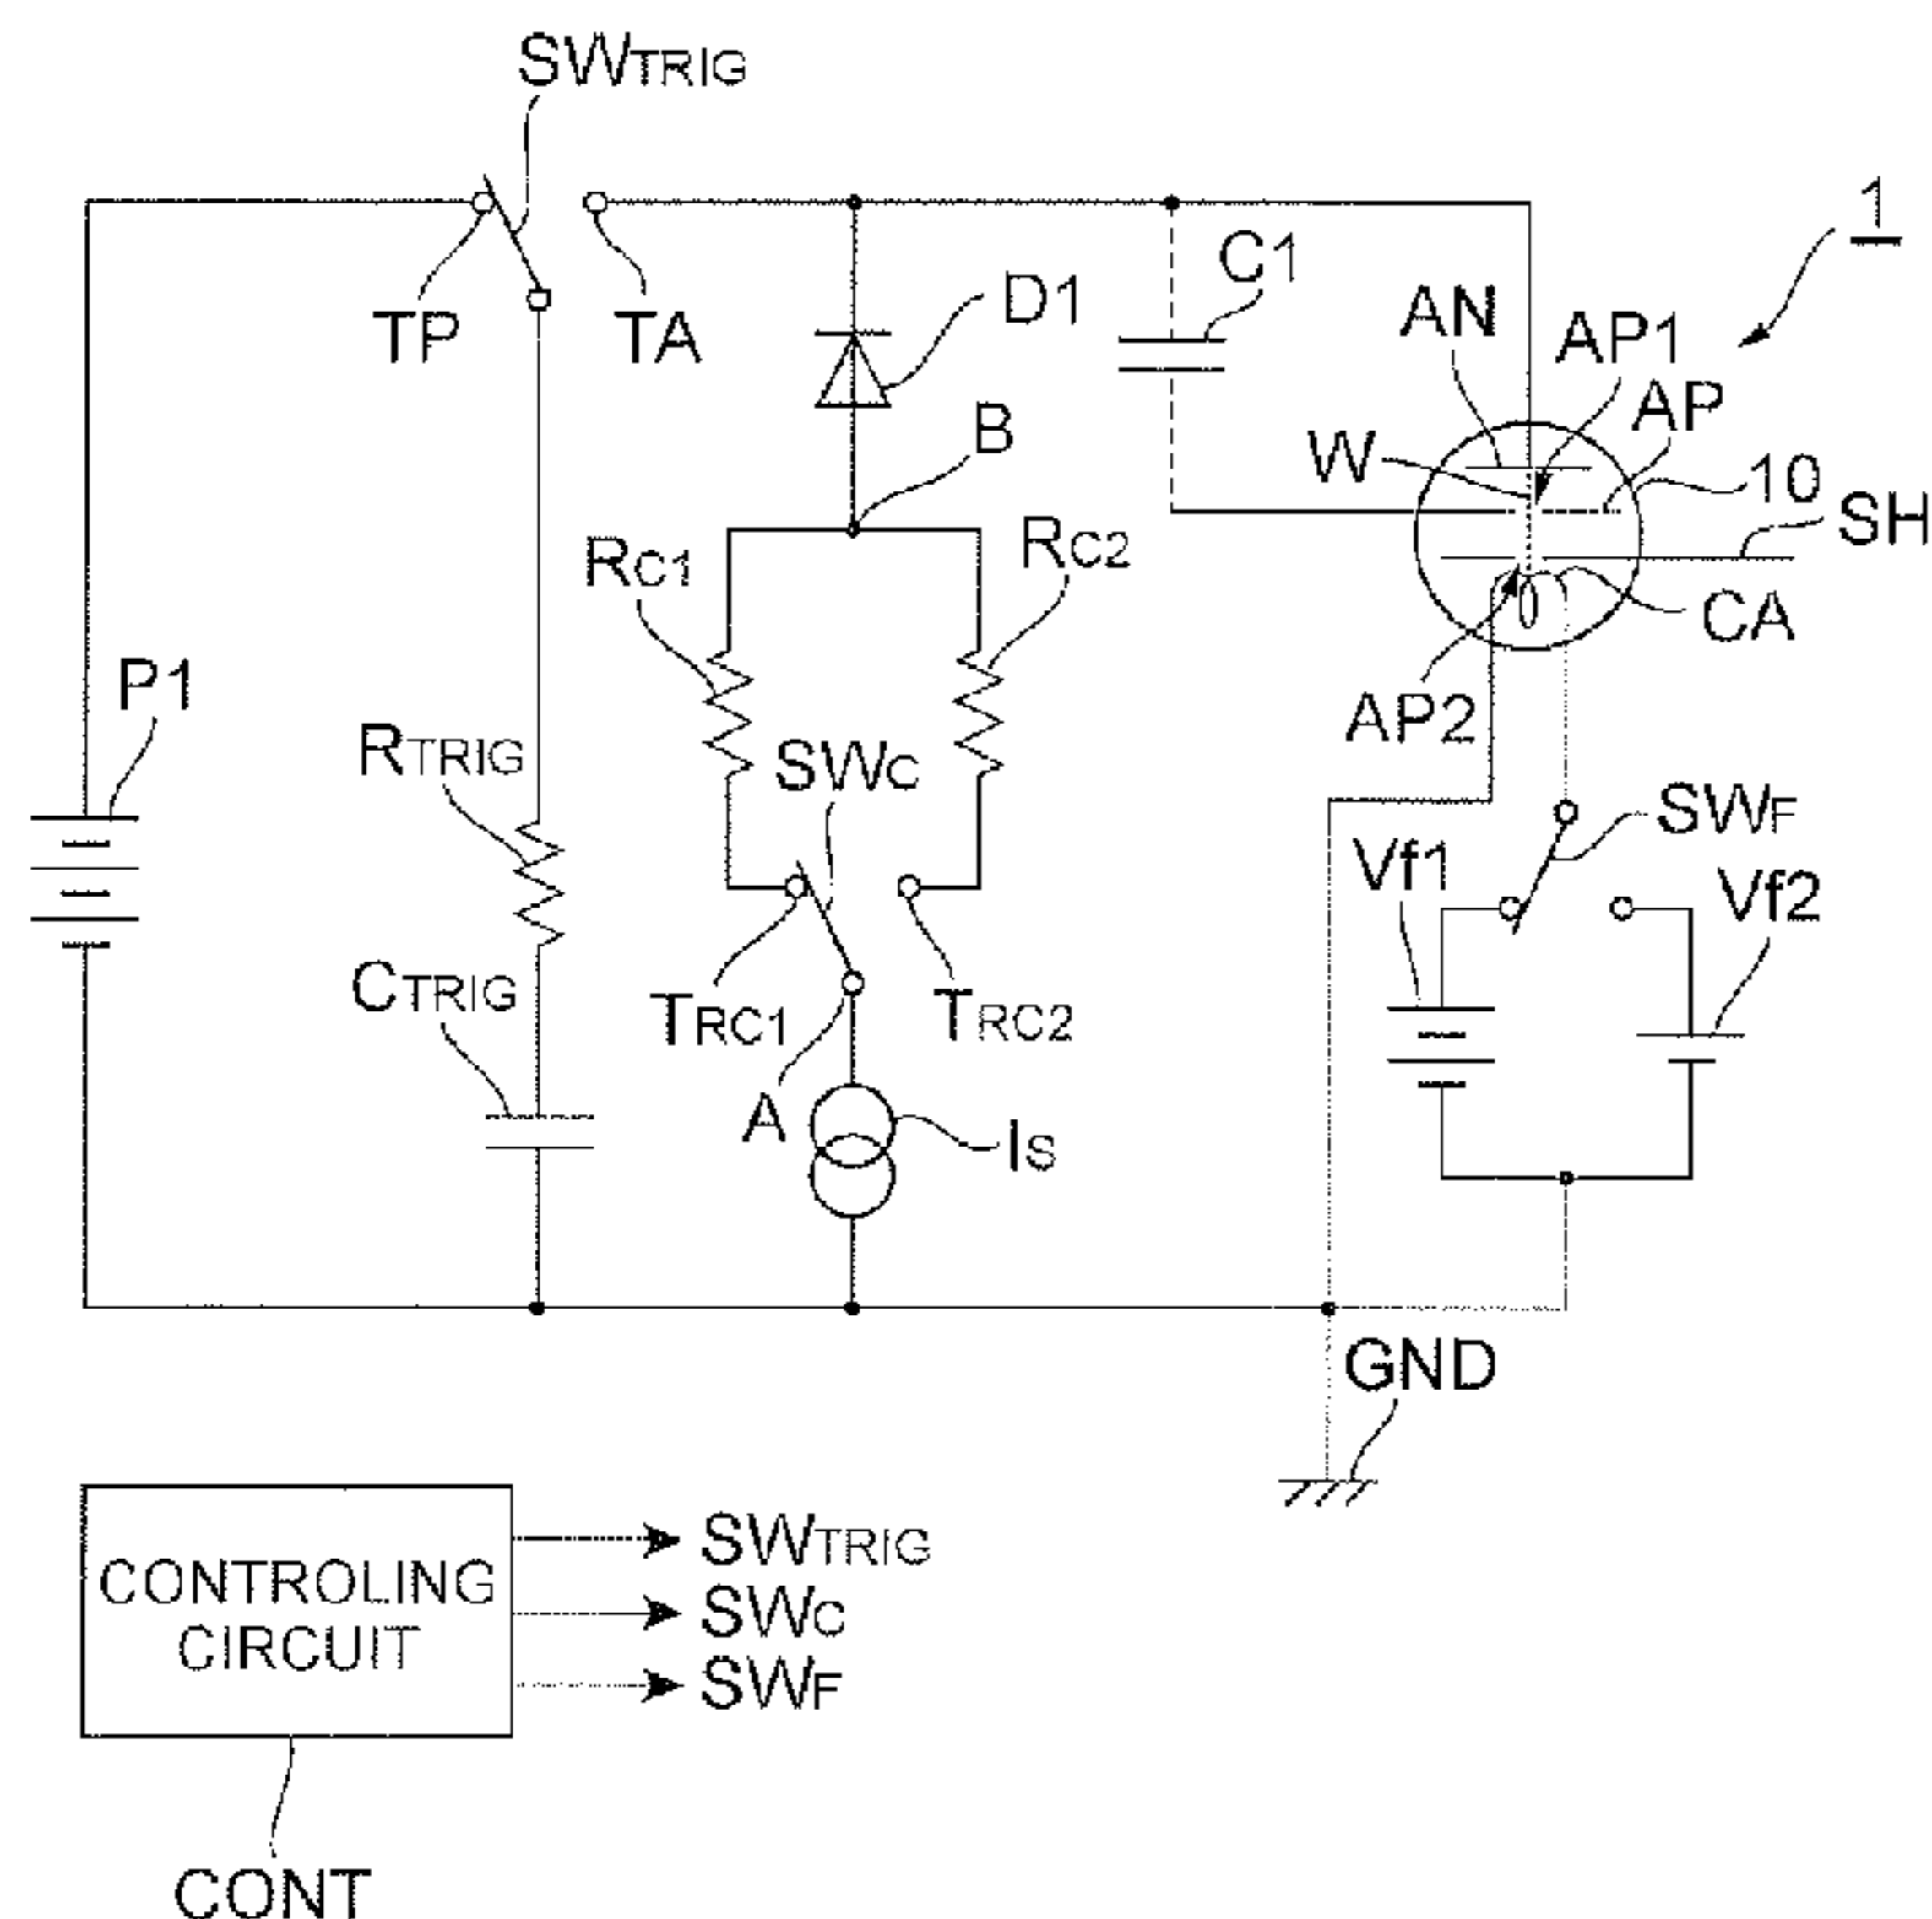 SWTRIG
1
TP
TA
D1
C1
AN
AP1
AP
W
10
SH
B
RC1
RC2
CA
AP2
P1
RTRIG
SWC
SWF
Vf1
Vf2
CTRIG
TRC1
TRC2
A
IS
GND
CONTROLING
CIRCUIT
SWTRIG
SWC
SWF
CONT